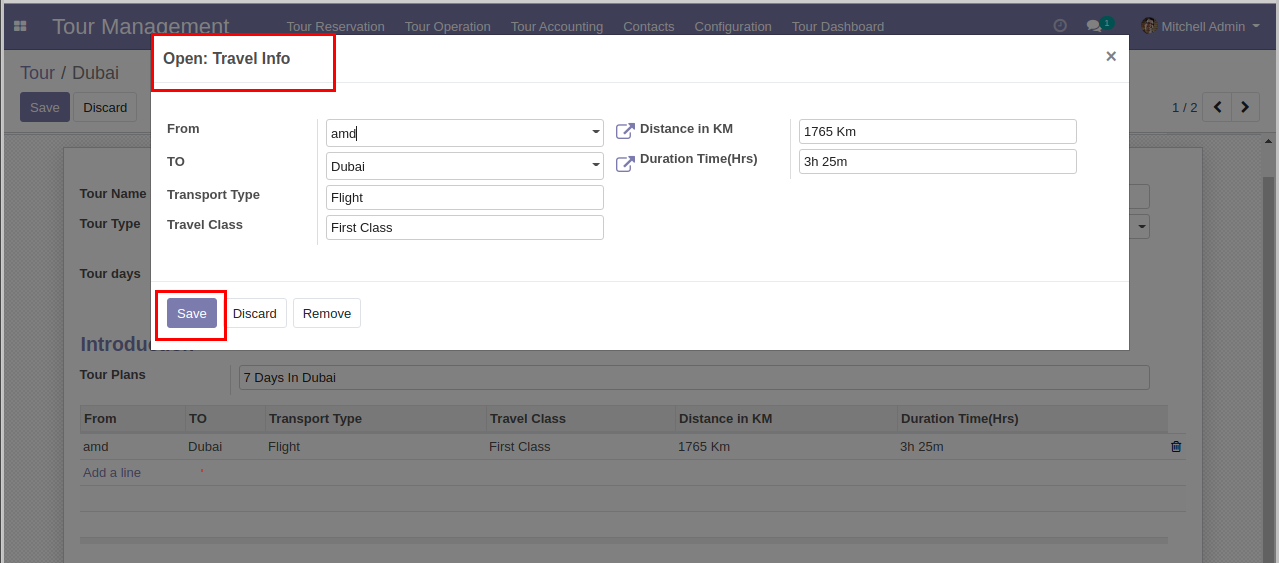 Tour Management Tour Reservation Tour Operation Tour Accounting Contacts Configuration Tour Dashboard 1 Mitchell Admin
Tour / Dubai
Save Discard 1 / 2
Open: Travel Info ×
From amd Distance in KM 1765 Km
TO Dubai Duration Time(Hrs) 3h 25m
Transport Type Flight
Travel Class First Class
Save Discard Remove
Tour Name
Tour Type
Tour days
Introduction
Tour Plans 7 Days In Dubai
From TO Transport Type Travel Class Distance in KM Duration Time(Hrs)
amd Dubai Flight First Class 1765 Km 3h 25m
Add a line